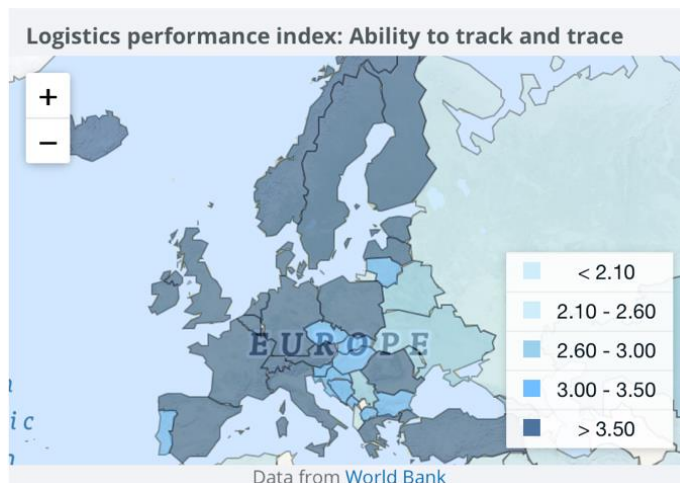 Logistics performance index: Ability to track and trace
+
−
< 2.10
2.10 - 2.60
EUROPE
2.60 - 3.00
3.00 - 3.50
ic
> 3.50
Data from World Bank